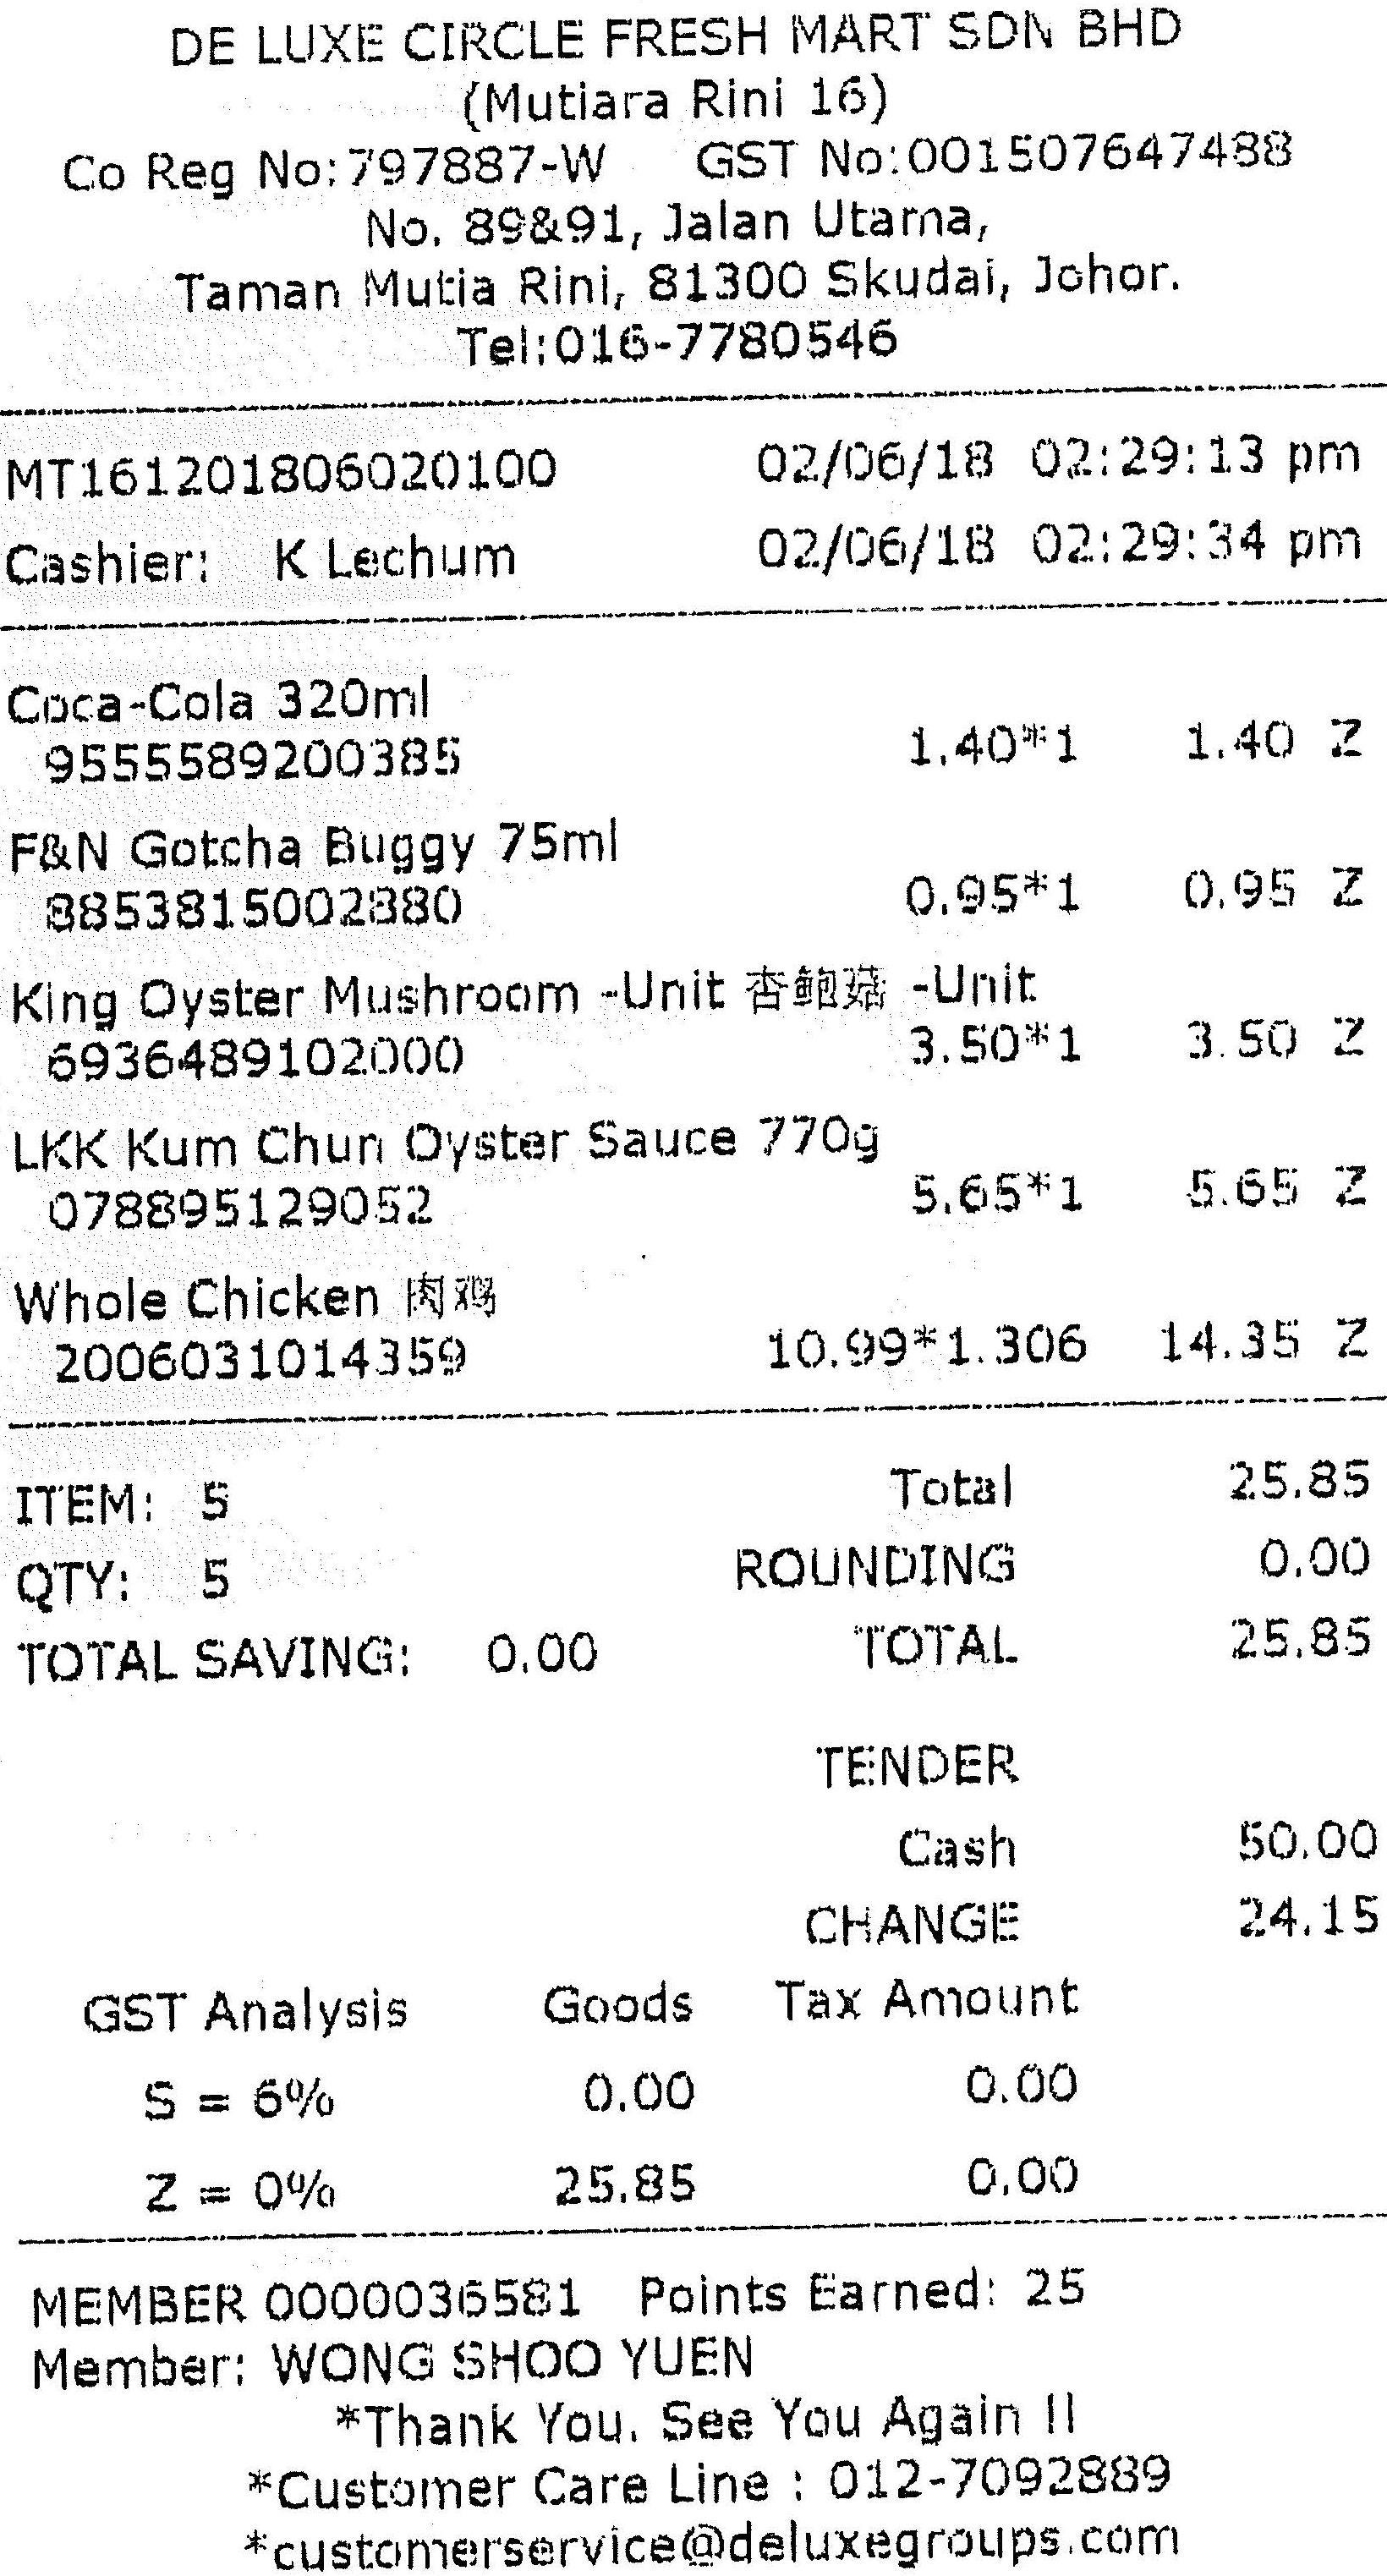 DE LUXE CIRCLE FRESH MART SDN BHD
(Mutiara Rini 16)
Co Reg No:797887-W GST No:001507647488
No. 89&91, Jalan Utama,
Taman Mutia Rini, 81300 Skudai, Johor.
Tel:016-7780546
MT161201806020100 02/06/18 02:29:13 pm
Cashier: K Lechum 02/06/18 02:29:34 pm
Coca-Cola 320ml
9555589200385 1.40*1 1.40 Z
F&N Gotcha Buggy 75ml
8853815002880 0.95*1 0.95 Z
King Oyster Mushroom -Unit 杏鲍菇 -Unit
6936489102000 3.50*1 3.50 Z
LKK Kum Chun Oyster Sauce 770g
078895129052 5.65*1 5.65 Z
Whole Chicken 肉鸡
2006031014359 10.99*1.306 14.35 Z
ITEM: 5 Total 25.85
QTY: 5 ROUNDING 0.00
TOTAL SAVING: 0.00 TOTAL 25.85
TENDER
Cash 50.00
CHANGE 24.15
GST Analysis Goods Tax Amount
S = 6% 0.00 0.00
Z = 0% 25.85 0.00
MEMBER 0000036581 Points Earned: 25
Member: WONG SHOO YUEN
*Thank You. See You Again !!
*Customer Care Line : 012-7092889
*customerservice@deluxegroups.com